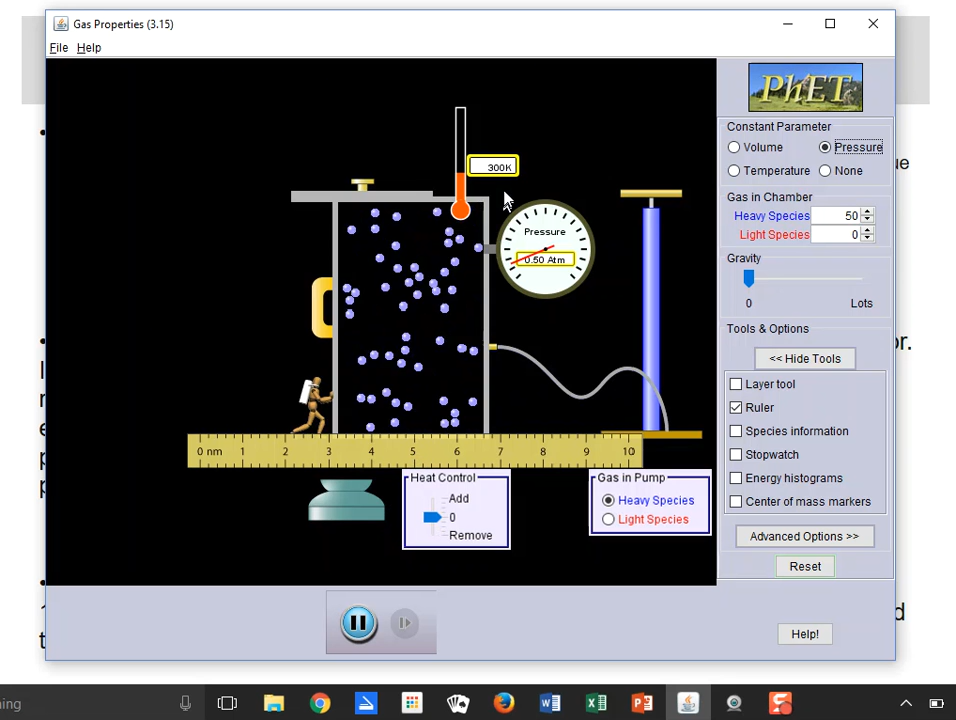 Gas Properties (3.15)
File Help
PhET
Constant Parameter
Volume Pressure
Temperature None
Gas in Chamber
Heavy Species 50
Light Species 0
Gravity
0 Lots
Tools & Options
<< Hide Tools
Layer tool
Ruler
Species information
Stopwatch
Energy histograms
Center of mass markers
Advanced Options >>
Reset
Help!
300K
Pressure
0.50 Atm
0 nm 1 2 3 4 5 6 7 8 9 10
Heat Control
Add
0
Remove
Gas in Pump
Heavy Species
Light Species
ue
or.
d
ning